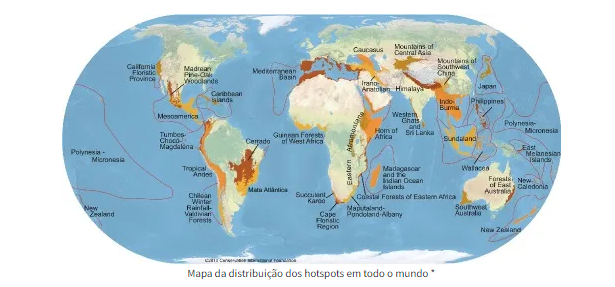 California
Floristic
Province
Madrean
Pine-Oak
Woodlands
Caribbean
Islands
Mesoamerica
Tumbes-
Chocó-
Magdalena
Polynesia -
Micronesia
Tropical
Andes
Cerrado
Mata Atlântica
Chilean
Winter
Rainfall-
Valdivian
Forests
New
Zealand
Mediterranean
Basin
Caucasus
Mountains of
Central Asia
Mountains of
Southwest
China
Irano-
Anatolian
Himalaya
Japan
Indo-
Burma
Philippines
Western
Ghats
and
Sri Lanka
Sundaland
Wallacea
Polynesia-
Micronesia
East
Melanesian
Islands
New
Caledonia
Guinean Forests
of West Africa
Eastern Afromontane
Horn of
Africa
Madagascar
and the
Indian Ocean
Islands
Coastal Forests of Eastern Africa
Succulent
Karoo
Cape
Floristic
Region
Maputaland-
Pondoland-Albany
Forests
of East
Australia
Southwest
Australia
New Zealand
©2013 Conservation International Foundation
Mapa da distribuição dos hotspots em todo o mundo *